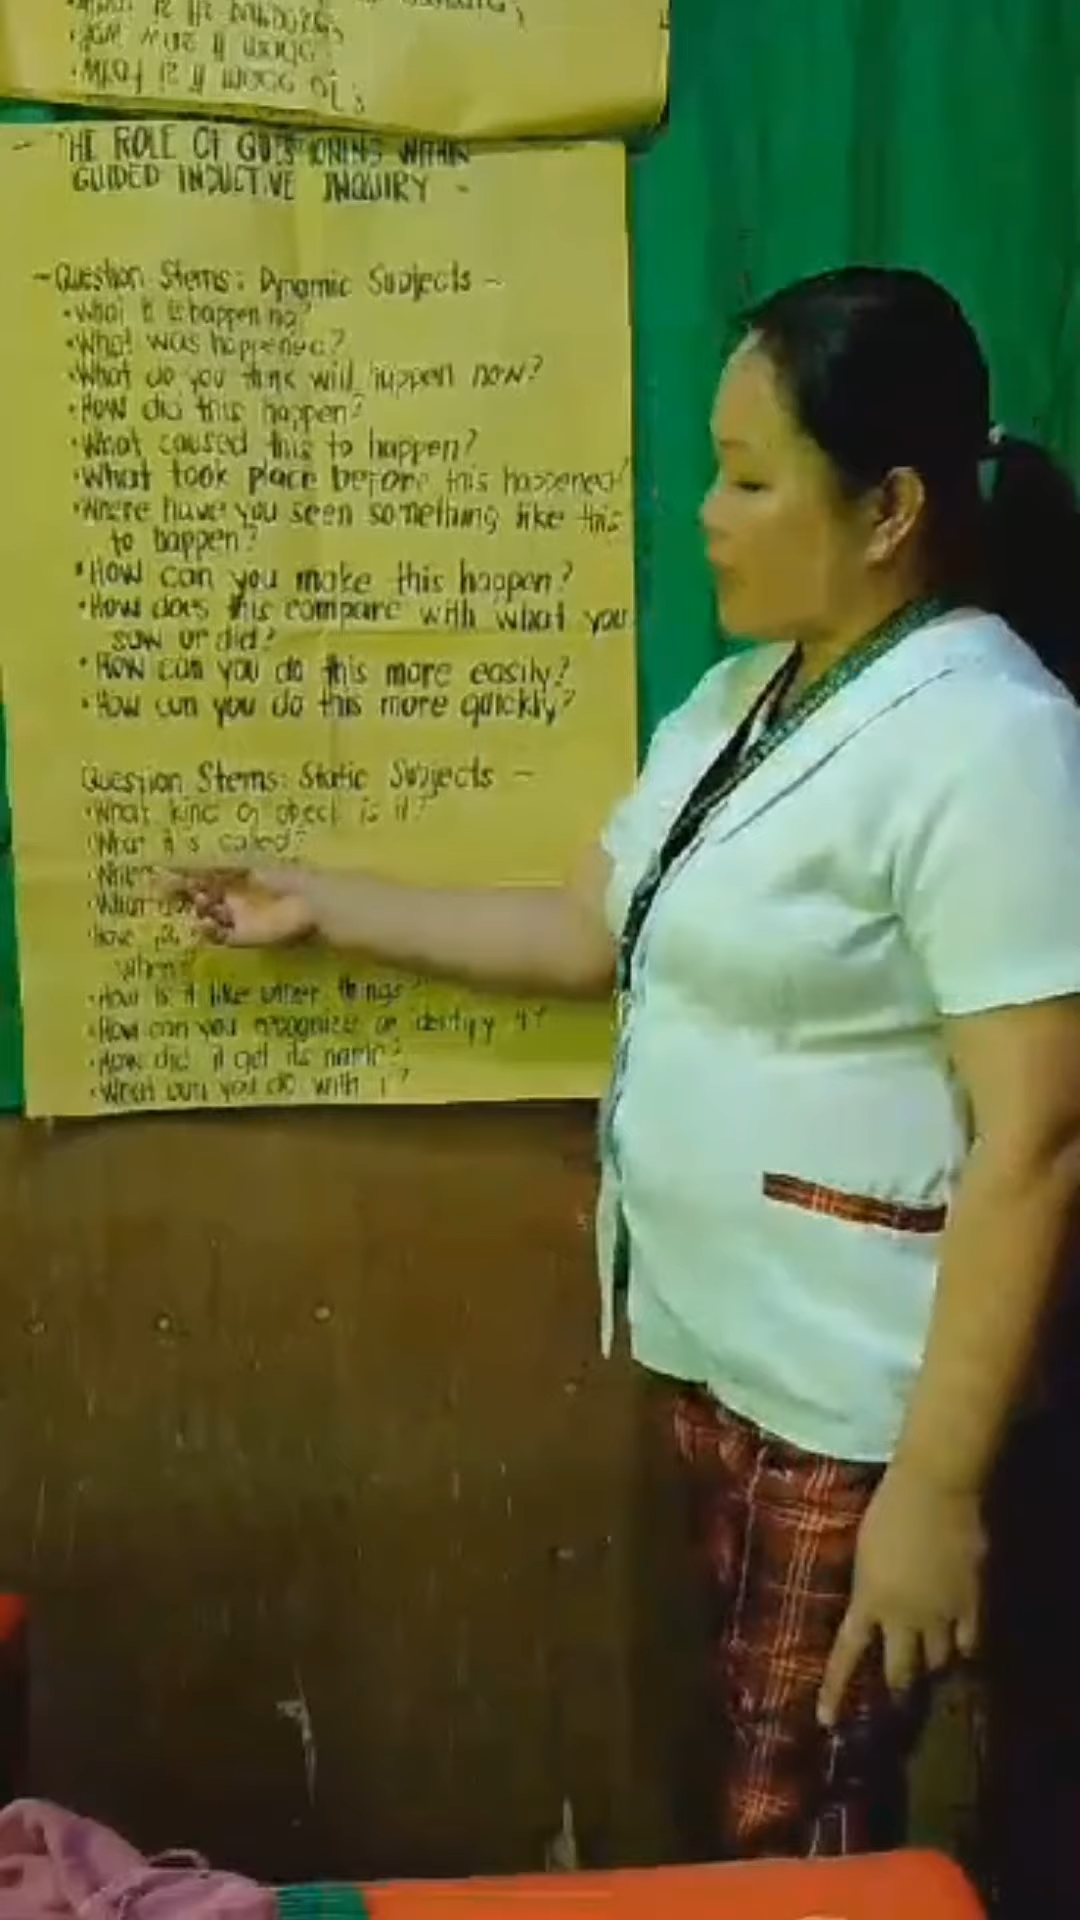 THE ROLE OF QUESTIONING WITHIN
GUIDED INDUCTIVE INQUIRY -
- Question Stems: Dynamic Subjects -
• What it is happening?
• What was happened?
• What do you think will happen now?
• How did this happen?
• What caused this to happen?
• What took place before this happened?
• Where have you seen something like this
to happen?
• How can you make this happen?
• How does this compare with what you
saw or did?
• How can you do this more easily?
• How can you do this more quickly?
Question Stems: Static Subjects -
• What kind of object is it?
• What it is called?
• Where
• What
when?
• How is it like other things?
• How can you recognize or identify it?
• How did it get its name?
• What can you do with it?